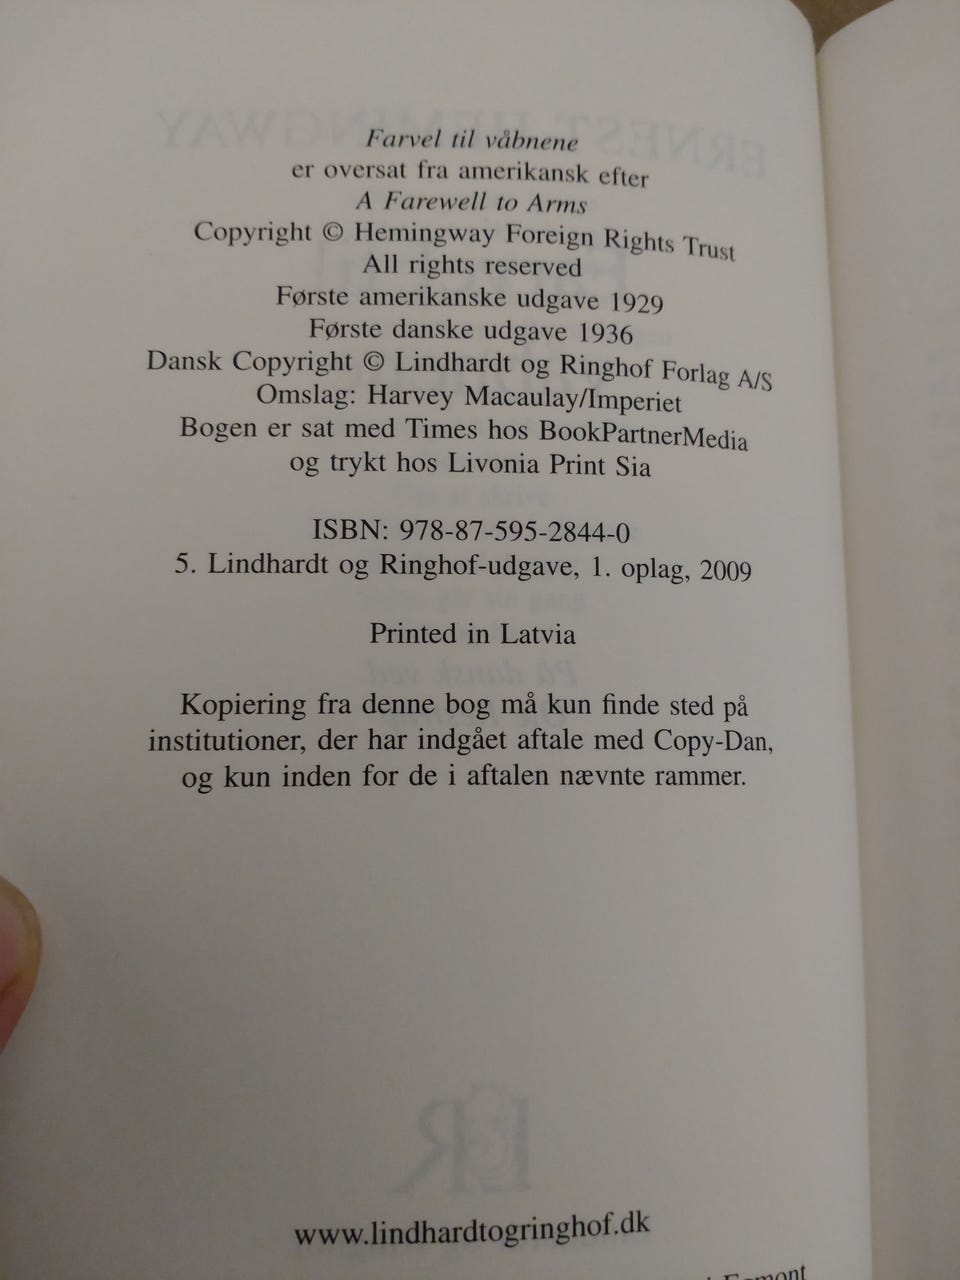 Farvel til våbnene
er oversat fra amerikansk efter
A Farewell to Arms
Copyright © Hemingway Foreign Rights Trust
All rights reserved
Første amerikanske udgave 1929
Første danske udgave 1936
Dansk Copyright © Lindhardt og Ringhof Forlag A/S
Omslag: Harvey Macaulay/Imperiet
Bogen er sat med Times hos BookPartnerMedia
og trykt hos Livonia Print Sia
ISBN: 978-87-595-2844-0
5. Lindhardt og Ringhof-udgave, 1. oplag, 2009
Printed in Latvia
Kopiering fra denne bog må kun finde sted på
institutioner, der har indgået aftale med Copy-Dan,
og kun inden for de i aftalen nævnte rammer.
www.lindhardtogringhof.dk
Egmont